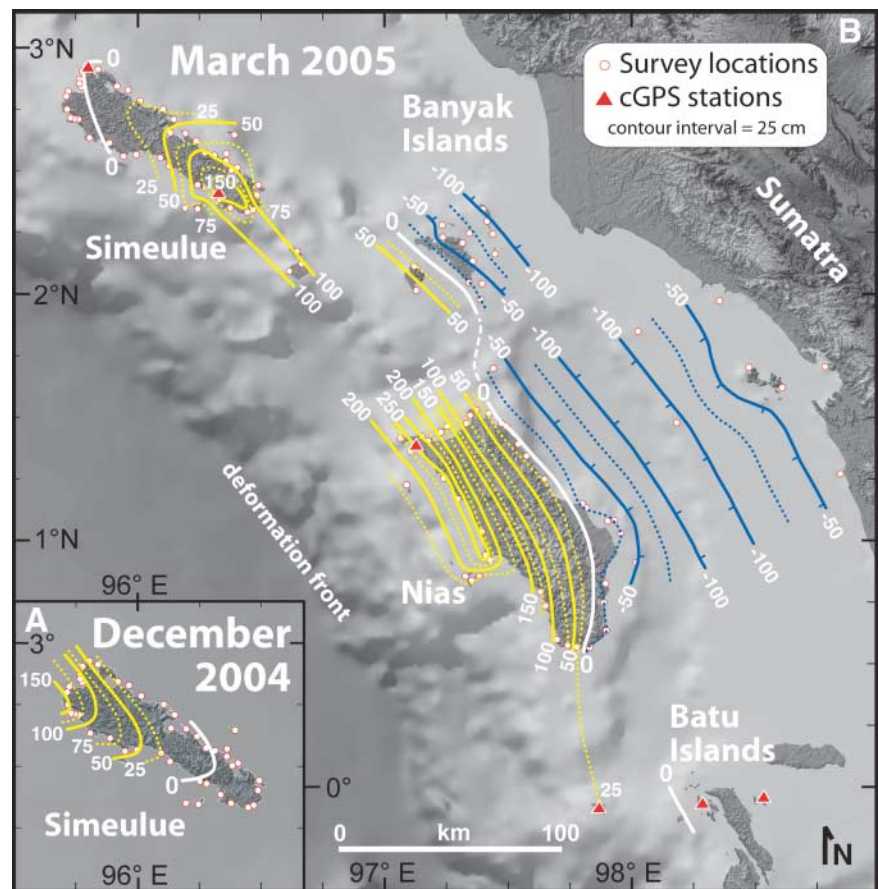 B
3°N
March 2005
Survey locations
cGPS stations
contour interval = 25 cm
Banyak
Islands
Sumatra
Simeulue
0
0
25
50
150
25
50
75
75
100
100
2°N
0
50
50
-50
-100
-50
-100
-50
-100
-100
-50
0
200
250
200
150
100
50
deformation front
1°N
96° E
Nias
150
100
50
0
-50
-100
-100
-50
A
December
2004
3°
150
100
75
50
25
0
Simeulue
96° E
0°
Batu
Islands
0
25
0 km 100
97° E
98° E
N